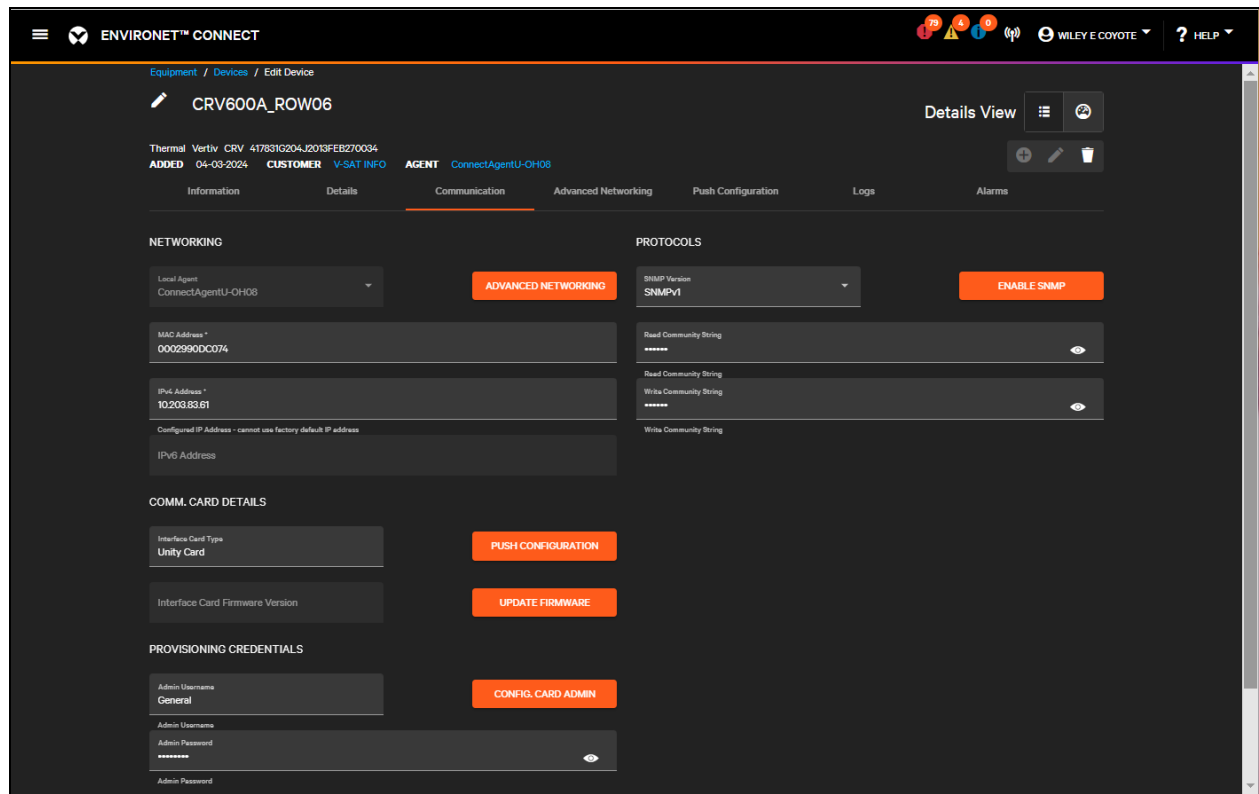 ENVIRONET™ CONNECT
79
4
0
WILEY E COYOTE
? HELP
Equipment / Devices / Edit Device
CRV600A_ROW06
Details View
Thermal Vertiv CRV 417831G204J2013FEB270034
ADDED 04-03-2024 CUSTOMER V-SAT INFO AGENT ConnectAgentU-OH08
Information Details Communication Advanced Networking Push Configuration Logs Alarms
NETWORKING
Local Agent
ConnectAgentU-OH08
ADVANCED NETWORKING
MAC Address *
0002990DC074
IPv4 Address *
10.203.83.61
Configured IP Address - cannot use factory default IP address
IPv6 Address
PROTOCOLS
SNMP Version
SNMPv1
ENABLE SNMP
Read Community String
••••••
Read Community String
Write Community String
••••••
Write Community String
COMM. CARD DETAILS
Interface Card Type
Unity Card
PUSH CONFIGURATION
Interface Card Firmware Version
UPDATE FIRMWARE
PROVISIONING CREDENTIALS
Admin Username
General
CONFIG. CARD ADMIN
Admin Username
Admin Password
••••••••
Admin Password